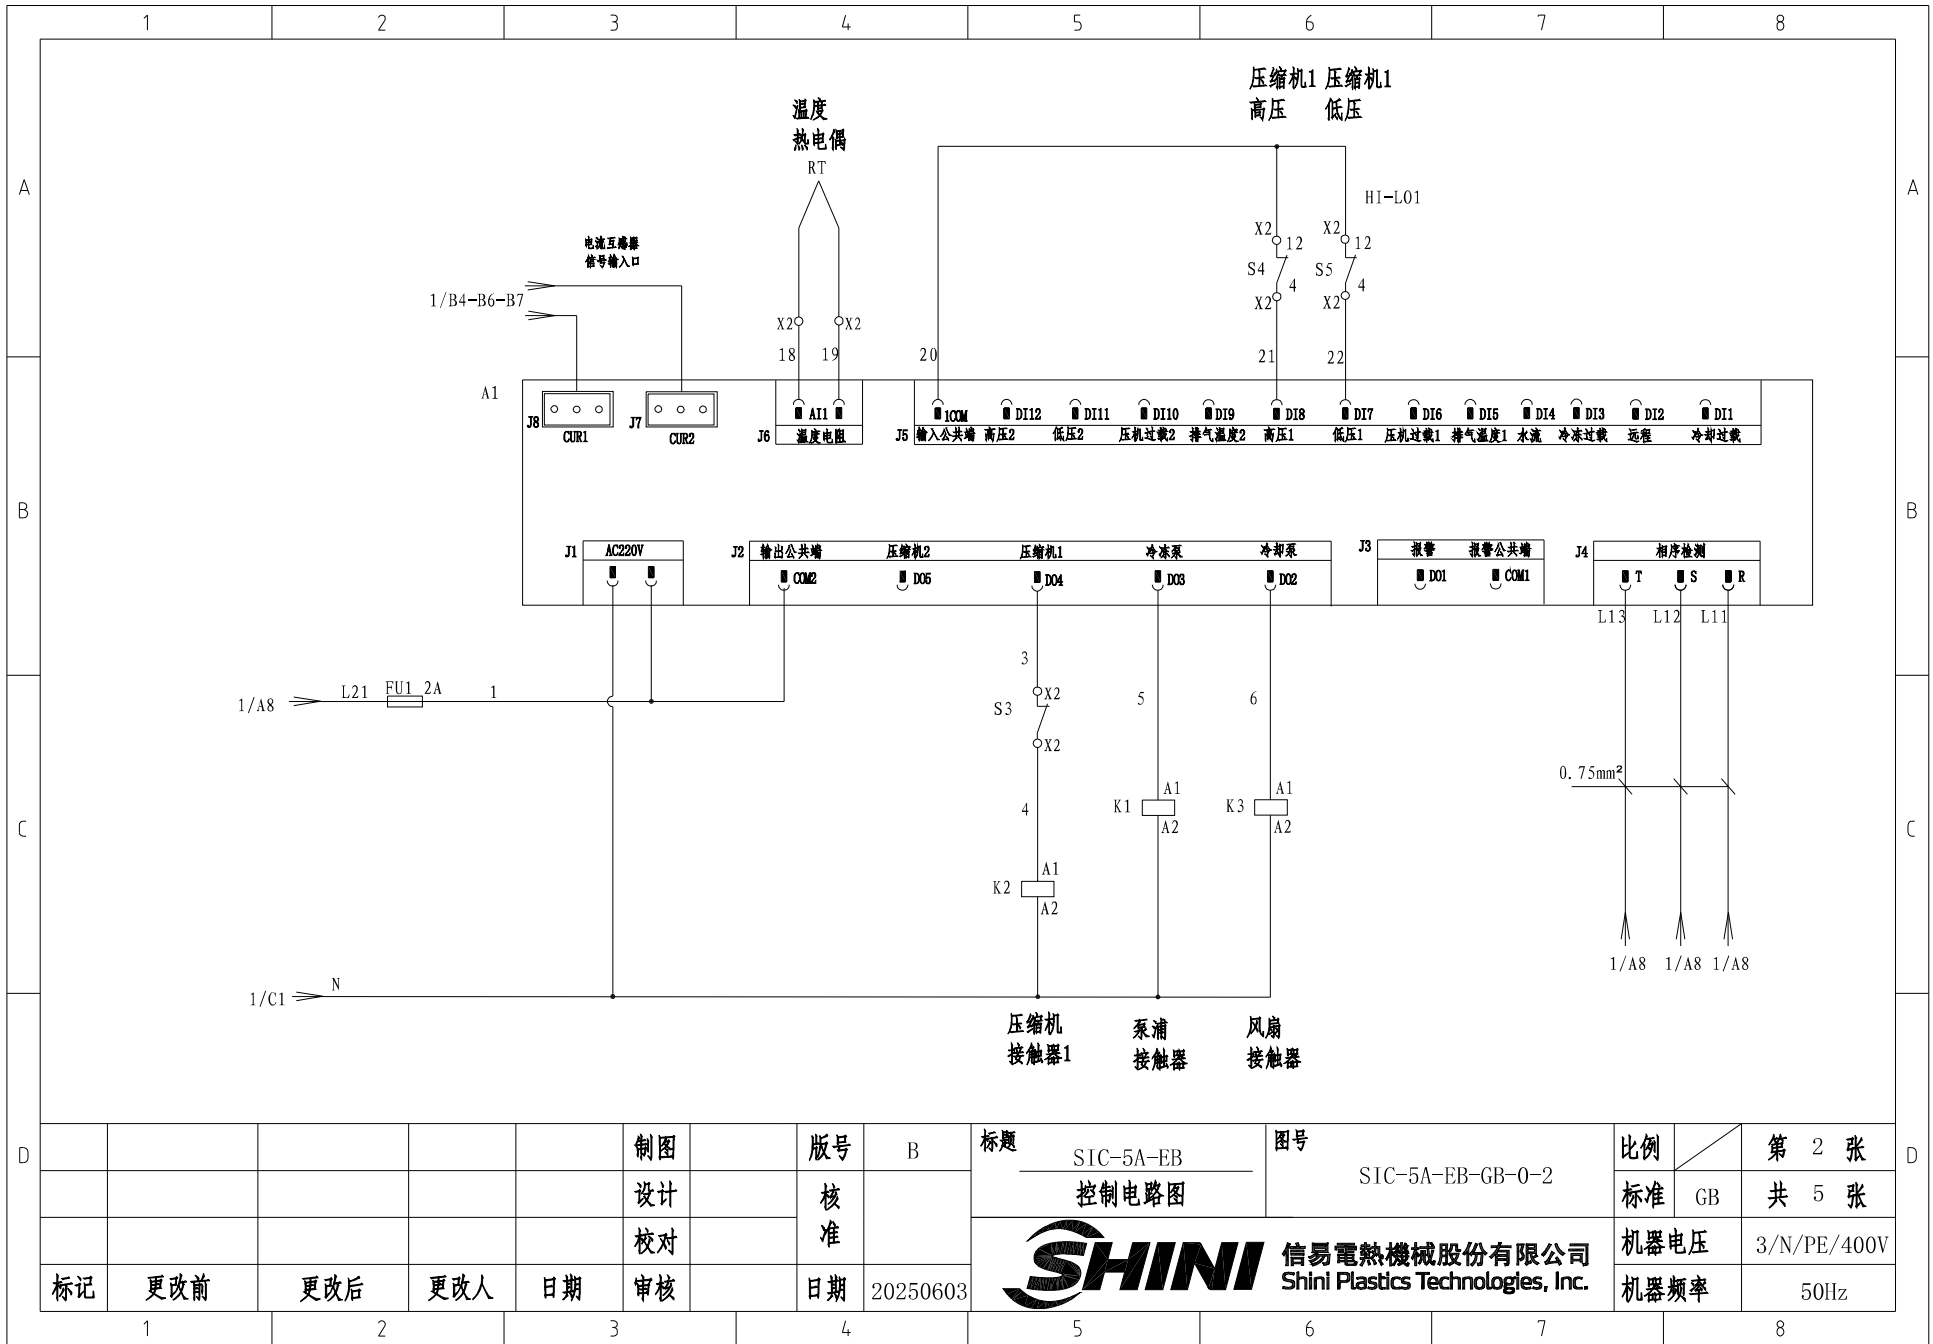 1 2 3 4 5 6 7 8
压缩机1 压缩机1
高压 低压
温度
热电偶
RT
A A
HI-LO1
电流互感器
信号输入口
X2 X2
12 12
S4 S5
4 4
X2 X2
1/B4-B6-B7
X2 X2
18 19 20 21 22
A1
J8 CUR1 J7 CUR2
J6 AI1
温度电阻
J5 1COM DI12 DI11 DI10 DI9 DI8 DI7 DI6 DI5 DI4 DI3 DI2 DI1
输入公共端 高压2 低压2 压机过载2 排气温度2 高压1 低压1 压机过载1 排气温度1 水流 冷冻过载 远程 冷却过载
B B
J1 AC220V
J2 输出公共端 压缩机2 压缩机1 冷冻泵 冷却泵
COM2 DO5 DO4 DO3 DO2
J3 报警 报警公共端
DO1 COM1
J4 相序检测
T S R
L13 L12 L11
3
1/A8 L21 FU1 2A 1
X2
S3
X2
5 6
0.75mm²
4
K1 A1
A2
K3 A1
A2
C C
K2 A1
A2
1/A8 1/A8 1/A8
1/C1 N
压缩机
接触器1
泵浦
接触器
风扇
接触器
D D
制图 版号 B
标题 SIC-5A-EB
控制电路图
图号 SIC-5A-EB-GB-0-2
比例 第 2 张
设计 核准
标准 GB 共 5 张
校对
SHINI
信易電熱機械股份有限公司
Shini Plastics Technologies, Inc.
机器电压 3/N/PE/400V
标记 更改前 更改后 更改人 日期 审核 日期 20250603
机器频率 50Hz
1 2 3 4 5 6 7 8